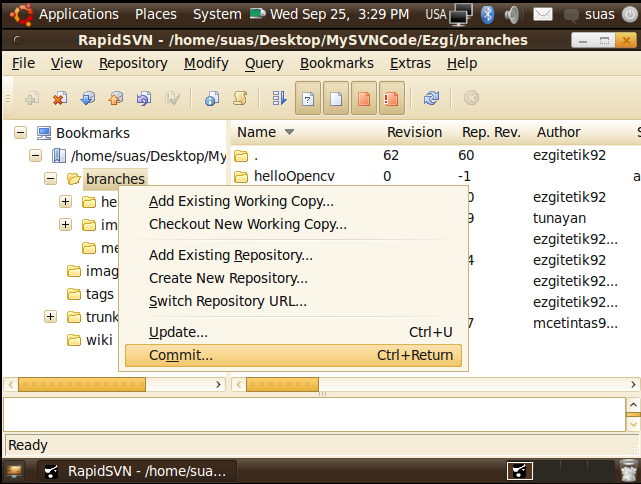 Applications Places System Wed Sep 25, 3:29 PM USA suas
RapidSVN - /home/suas/Desktop/MySVNCode/Ezgi/branches
File View Repository Modify Query Bookmarks Extras Help
Bookmarks
/home/suas/Desktop/My
branches
he
im
me
imag
tags
trunk
wiki
Name Revision Rep. Rev. Author S
. 62 60 ezgitetik92
helloOpencv 0 -1 a
0 ezgitetik92
9 tunayan
ezgitetik92...
4 ezgitetik92
ezgitetik92...
ezgitetik92...
7 mcetintas9...
Add Existing Working Copy...
Checkout New Working Copy...
Add Existing Repository...
Create New Repository...
Switch Repository URL...
Update... Ctrl+U
Commit... Ctrl+Return
Ready
RapidSVN - /home/sua...